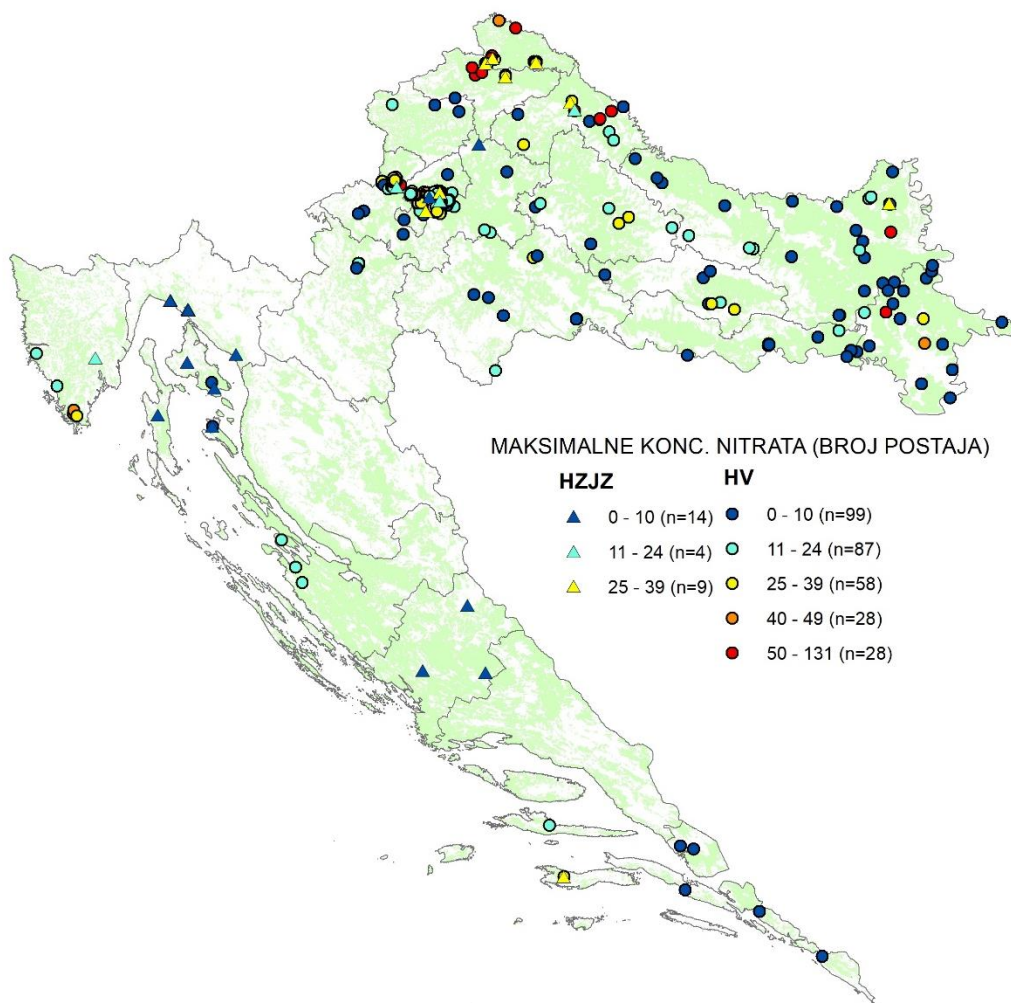 MAKSIMALNE KONC. NITRATA (BROJ POSTAJA)
HZJZ
0 - 10 (n=14)
11 - 24 (n=4)
25 - 39 (n=9)
HV
0 - 10 (n=99)
11 - 24 (n=87)
25 - 39 (n=58)
40 - 49 (n=28)
50 - 131 (n=28)